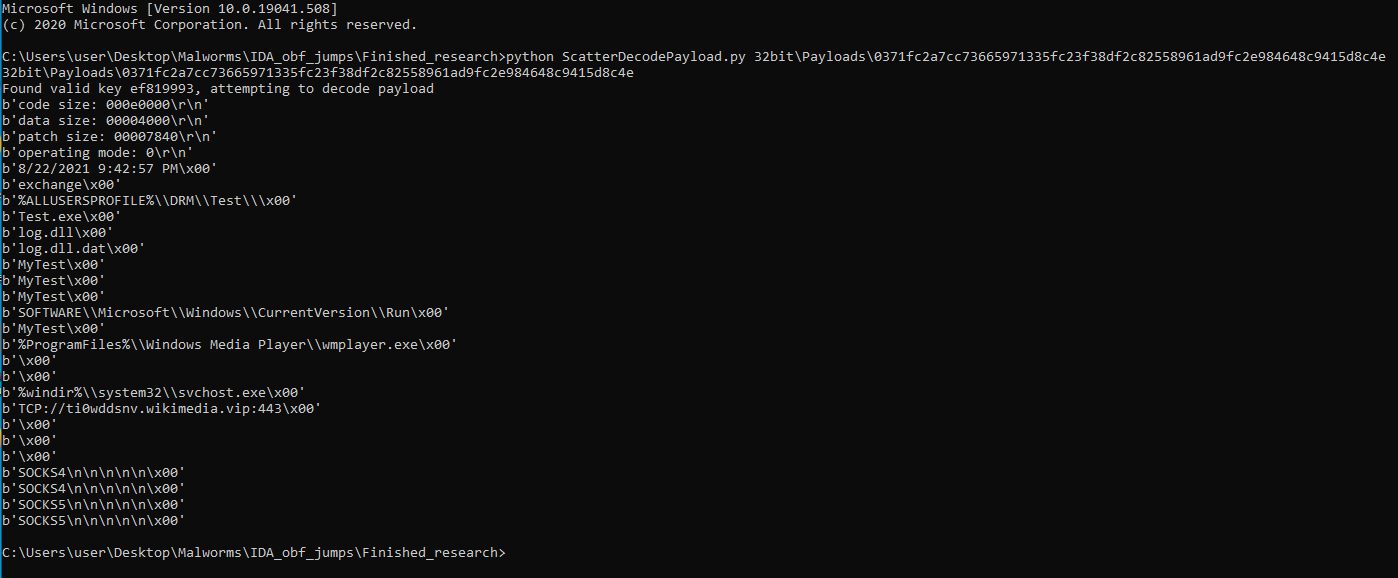 Microsoft Windows [Version 10.0.19041.508]
(c) 2020 Microsoft Corporation. All rights reserved.
C:\Users\user\Desktop\Malworms\IDA_obf_jumps\Finished_research>python ScatterDecodePayload.py 32bit\Payloads\0371fc2a7cc73665971335fc23f38df2c82558961ad9fc2e984648c9415d8c4e
32bit\Payloads\0371fc2a7cc73665971335fc23f38df2c82558961ad9fc2e984648c9415d8c4e
Found valid key ef819993, attempting to decode payload
b'code size: 000e0000\r\n'
b'data size: 00004000\r\n'
b'patch size: 00007840\r\n'
b'operating mode: 0\r\n'
b'8/22/2021 9:42:57 PM\x00'
b'exchange\x00'
b'%ALLUSERSPROFILE%\\DRM\\Test\\\x00'
b'Test.exe\x00'
b'log.dll\x00'
b'log.dll.dat\x00'
b'MyTest\x00'
b'MyTest\x00'
b'MyTest\x00'
b'SOFTWARE\\Microsoft\\Windows\\CurrentVersion\\Run\x00'
b'MyTest\x00'
b'%ProgramFiles%\\Windows Media Player\\wmplayer.exe\x00'
b'\x00'
b'\x00'
b'%windir%\\system32\\svchost.exe\x00'
b'TCP://ti0wddsnv.wikimedia.vip:443\x00'
b'\x00'
b'\x00'
b'\x00'
b'SOCKS4\n\n\n\n\n\x00'
b'SOCKS4\n\n\n\n\n\x00'
b'SOCKS5\n\n\n\n\n\x00'
b'SOCKS5\n\n\n\n\n\x00'
C:\Users\user\Desktop\Malworms\IDA_obf_jumps\Finished_research>